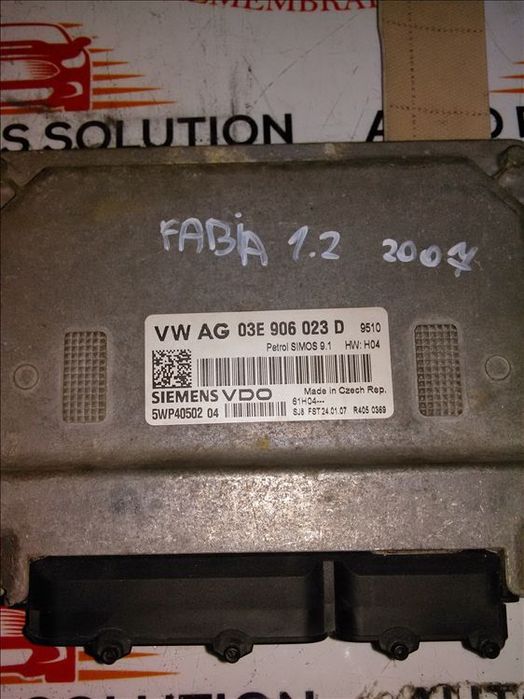 MEMBRA
S SOLUTION
FABIA 1.2 2007
VW AG 03E 906 023 D 9510
Petrol SIMOS 9.1 HW: H04
SIEMENS VDO Made in Czech Rep.
5WP40502 04 61H04---
SJ8 FST 24.01.07 R405 0369